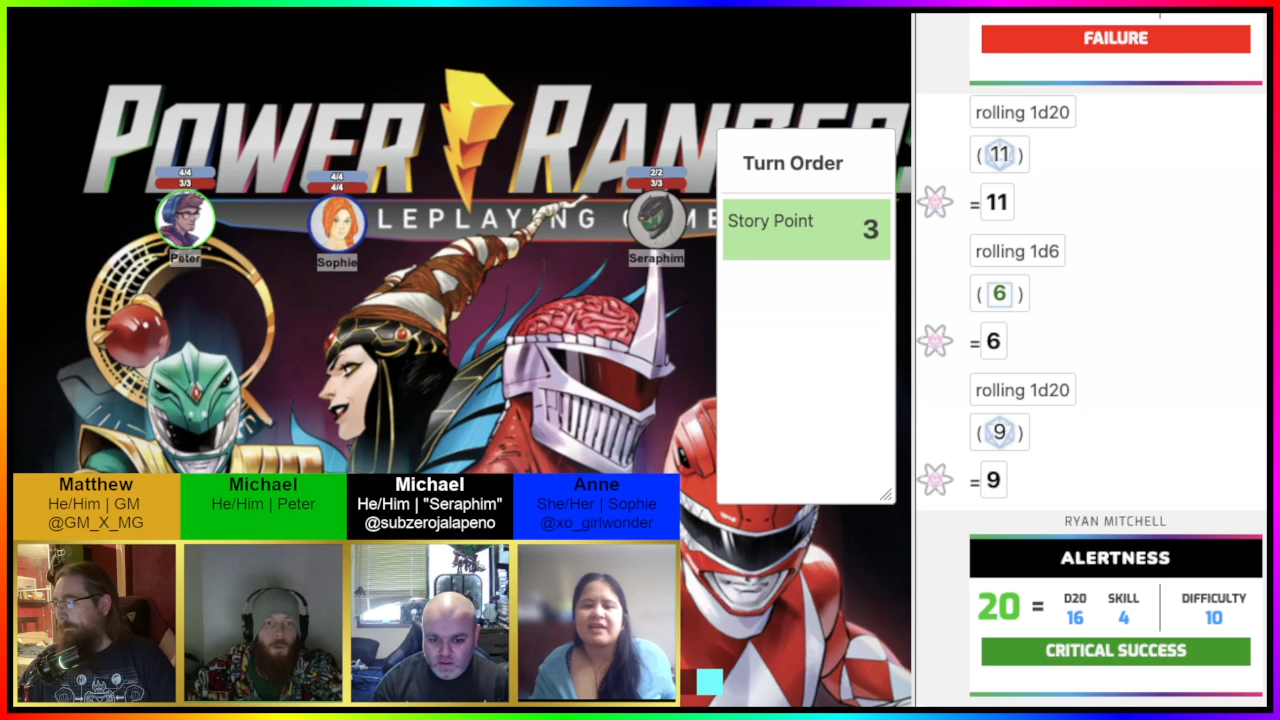 POWER RANGERS
LEPLAYING G ME
4/4
3/3
Peter
4/4
4/4
Sophie
2/2
3/3
Seraphim
Turn Order
Story Point 3
Matthew
He/Him | GM
@GM_X_MG
Michael
He/Him | Peter
Michael
He/Him | "Seraphim"
@subzerojalapeno
Anne
She/Her | Sophie
@xo_girlwonder
FAILURE
rolling 1d20
( 11 )
= 11
rolling 1d6
( 6 )
= 6
rolling 1d20
( 9 )
= 9
RYAN MITCHELL
ALERTNESS
20 = D20 16 SKILL 4 DIFFICULTY 10
CRITICAL SUCCESS